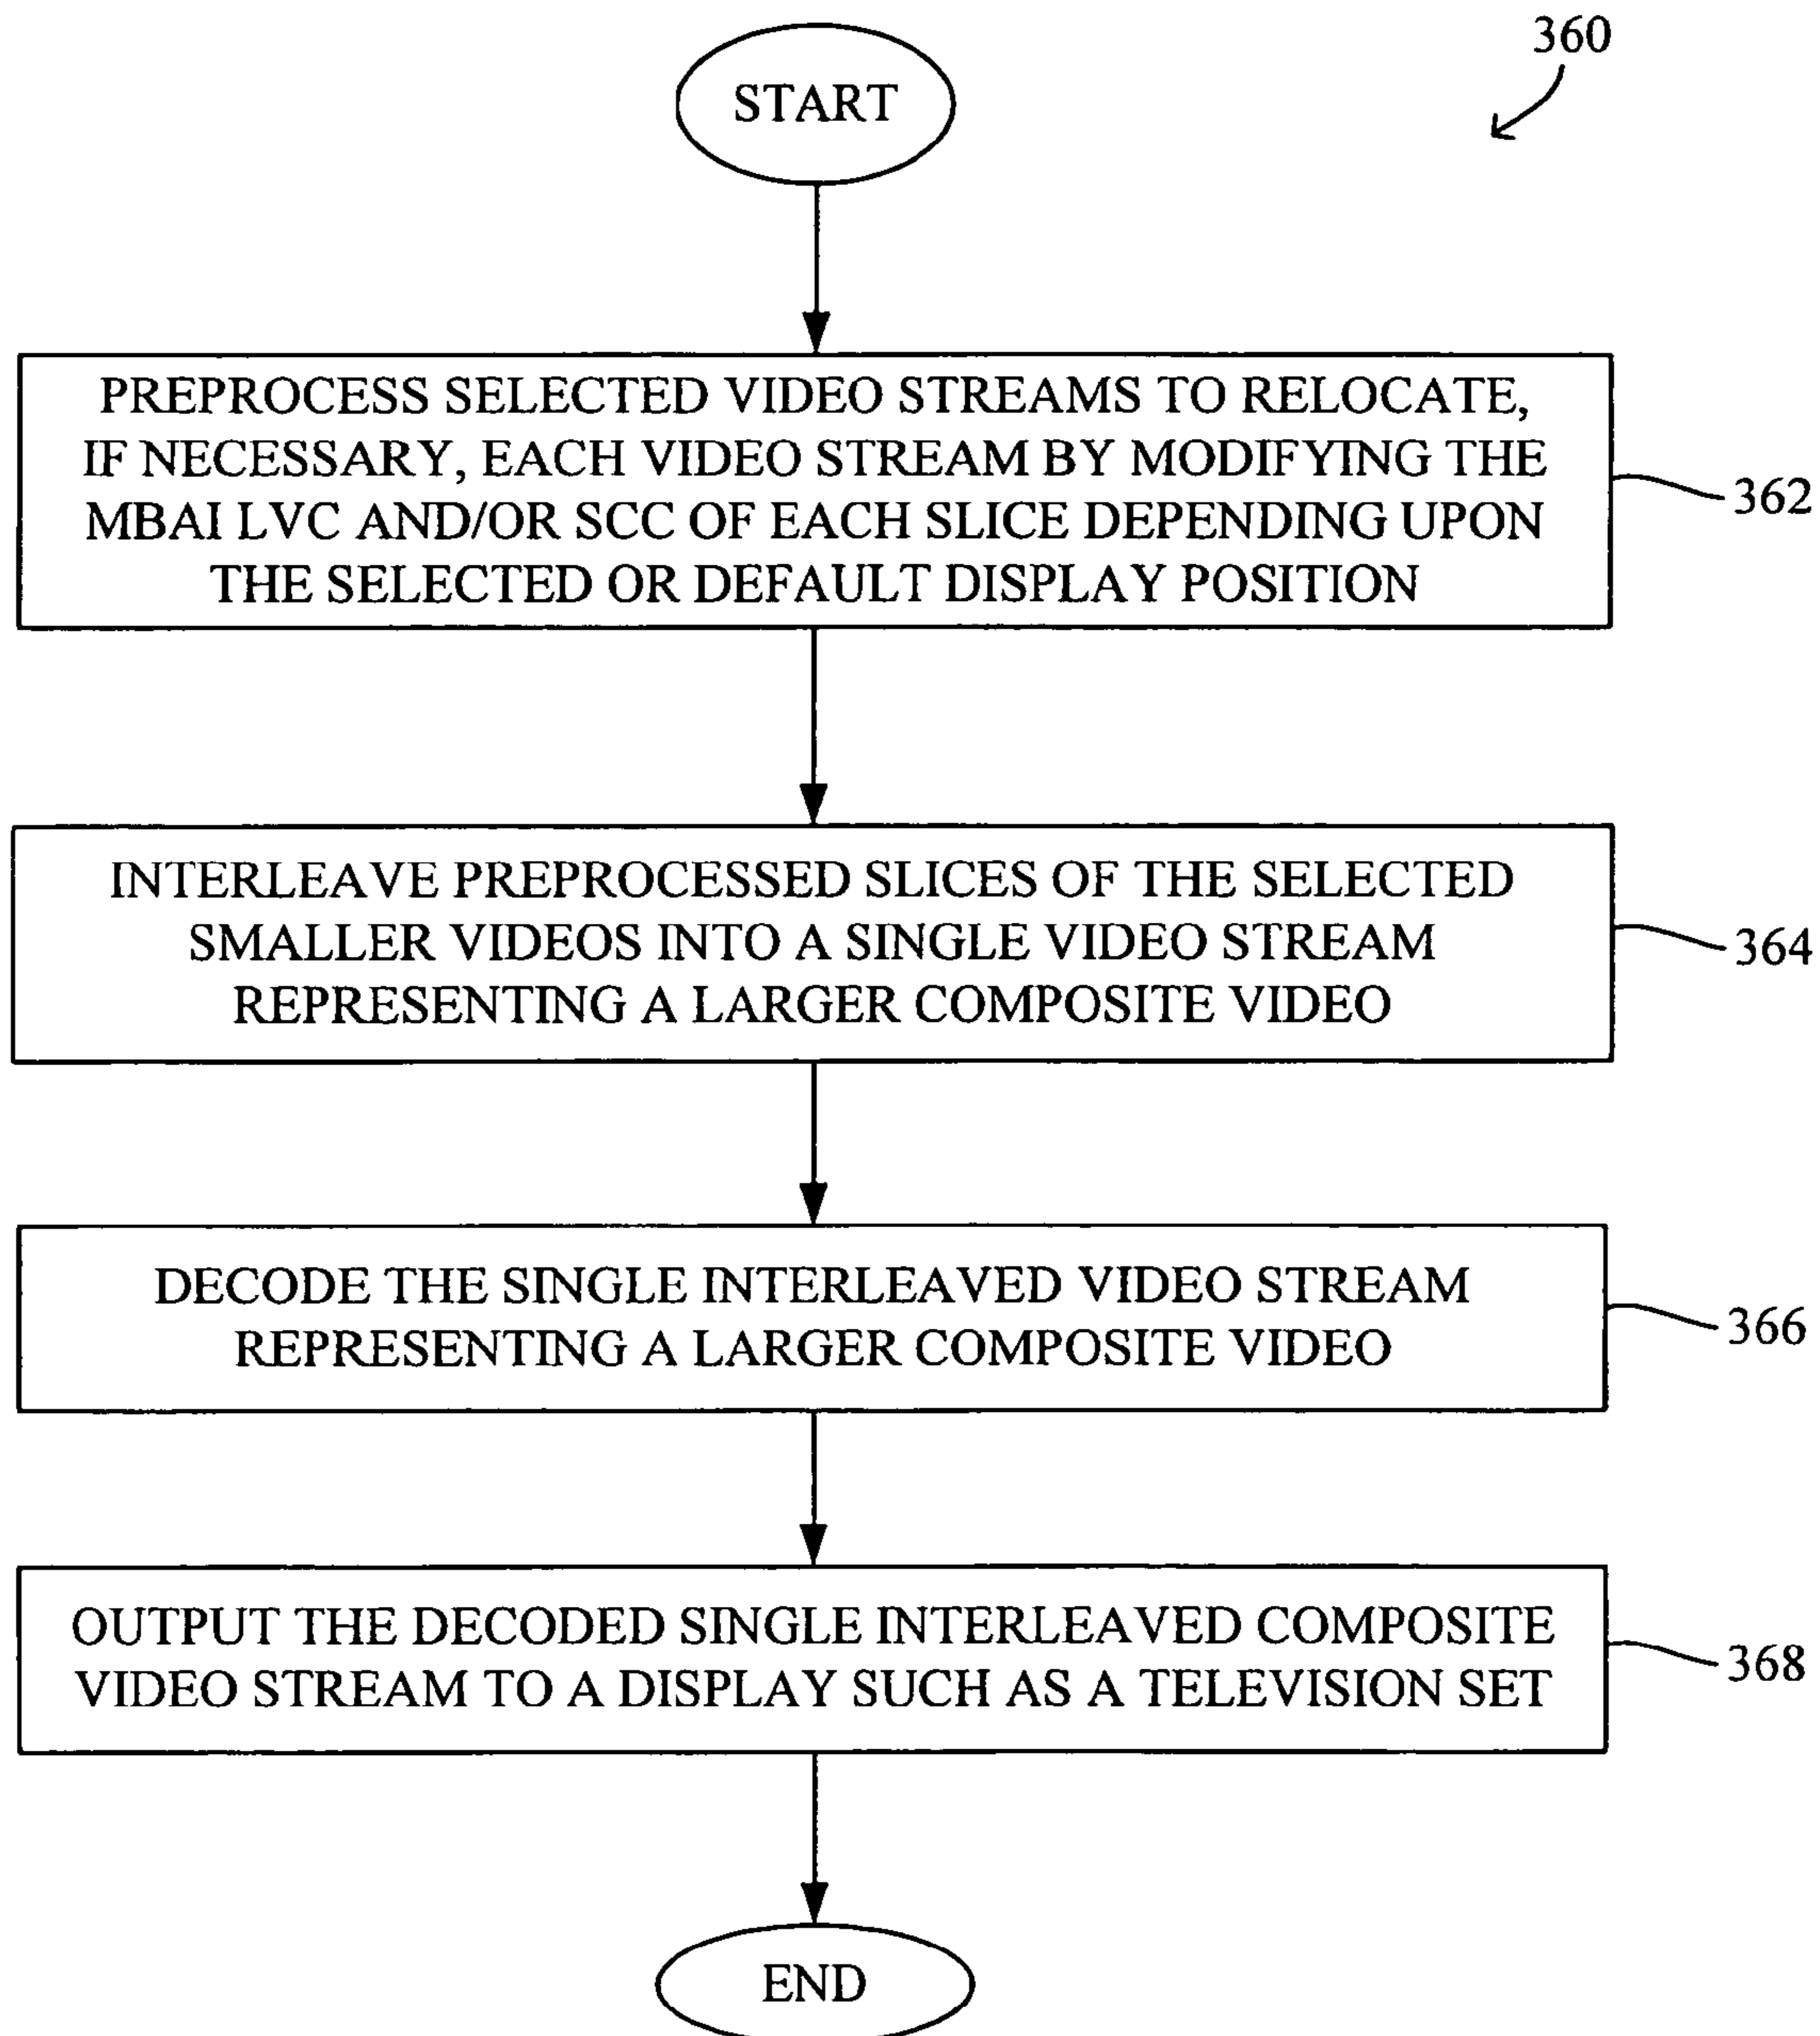 360
START
PREPROCESS SELECTED VIDEO STREAMS TO RELOCATE,
IF NECESSARY, EACH VIDEO STREAM BY MODIFYING THE
MBAI LVC AND/OR SCC OF EACH SLICE DEPENDING UPON
THE SELECTED OR DEFAULT DISPLAY POSITION
362
INTERLEAVE PREPROCESSED SLICES OF THE SELECTED
SMALLER VIDEOS INTO A SINGLE VIDEO STREAM
REPRESENTING A LARGER COMPOSITE VIDEO
364
DECODE THE SINGLE INTERLEAVED VIDEO STREAM
REPRESENTING A LARGER COMPOSITE VIDEO
366
OUTPUT THE DECODED SINGLE INTERLEAVED COMPOSITE
VIDEO STREAM TO A DISPLAY SUCH AS A TELEVISION SET
368
END